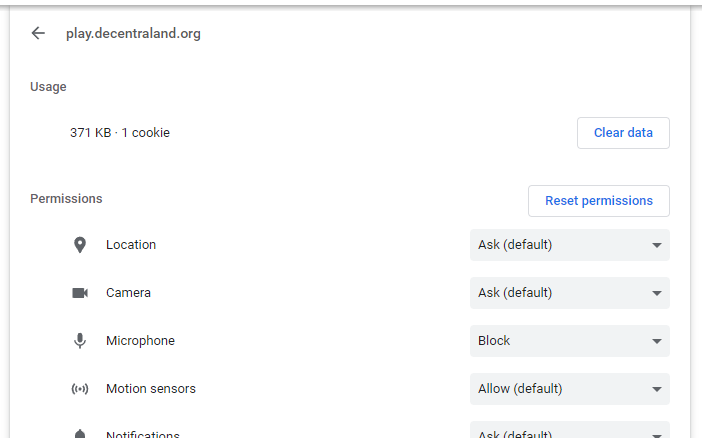 play.decentraland.org
Usage
371 KB · 1 cookie
Clear data
Permissions
Reset permissions
Location
Ask (default)
Camera
Ask (default)
Microphone
Block
Motion sensors
Allow (default)
Notifications
Ask (default)